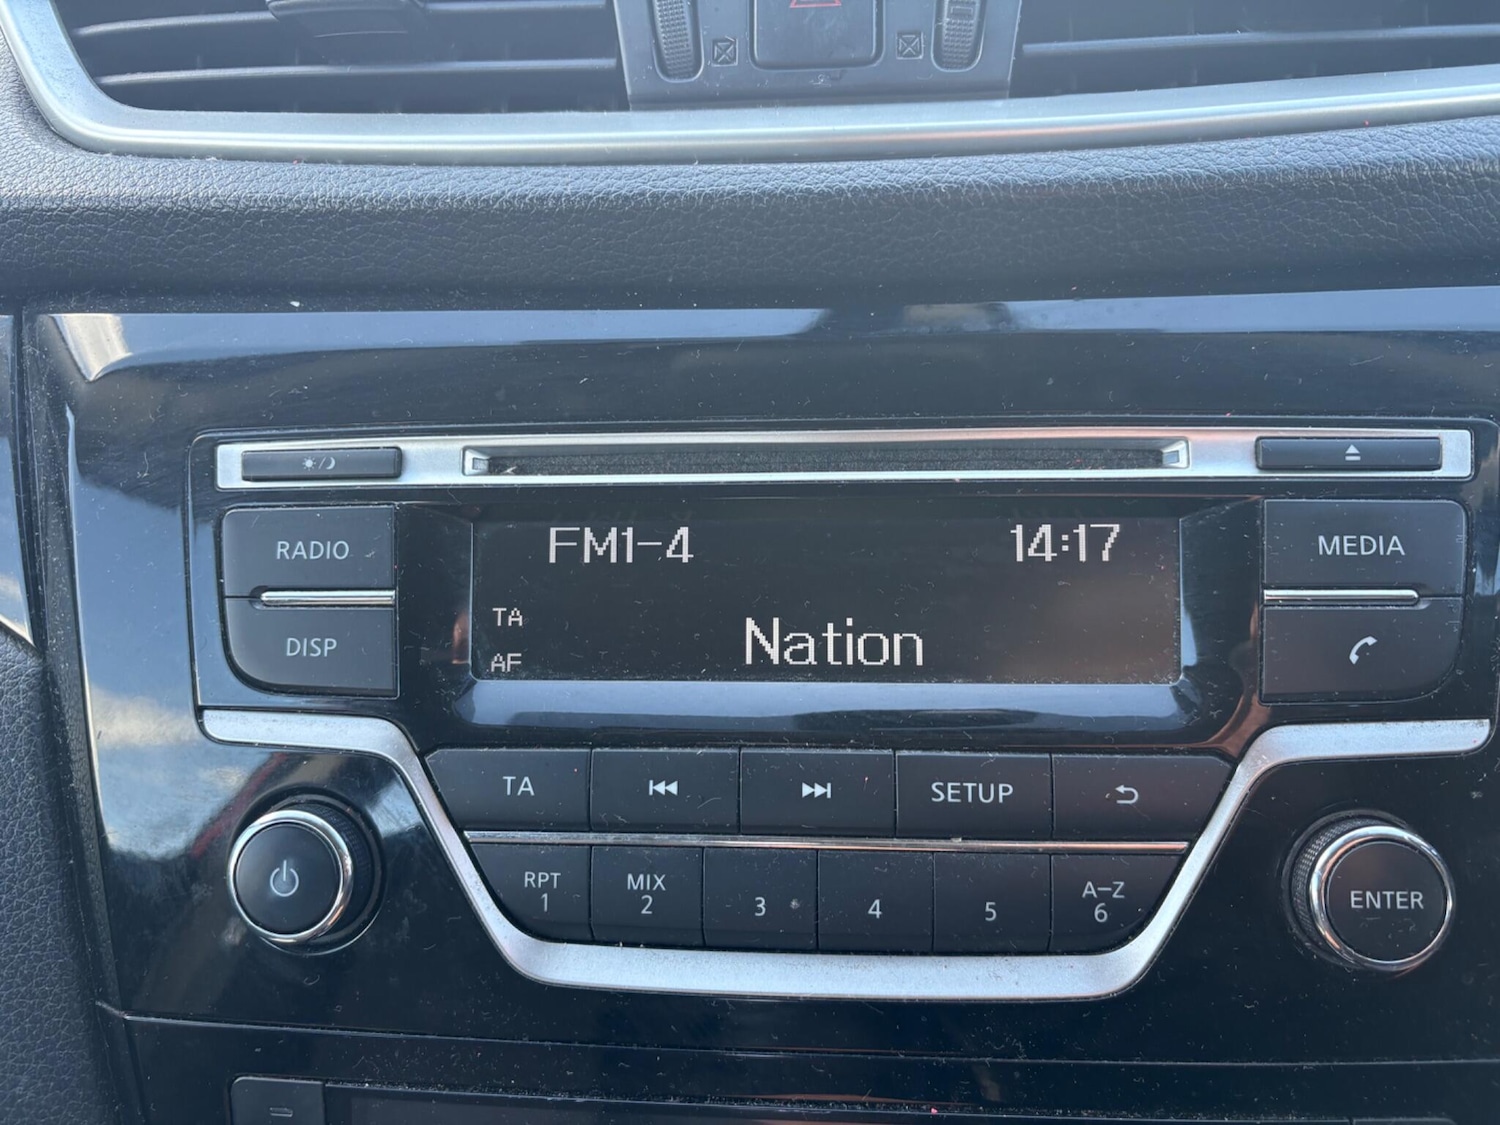 FM1-4 14:17
RADIO
MEDIA
TA
Nation
DISP
AF
TA
SETUP
RPT
1
MIX
2
3
4
5
A-Z
6
ENTER